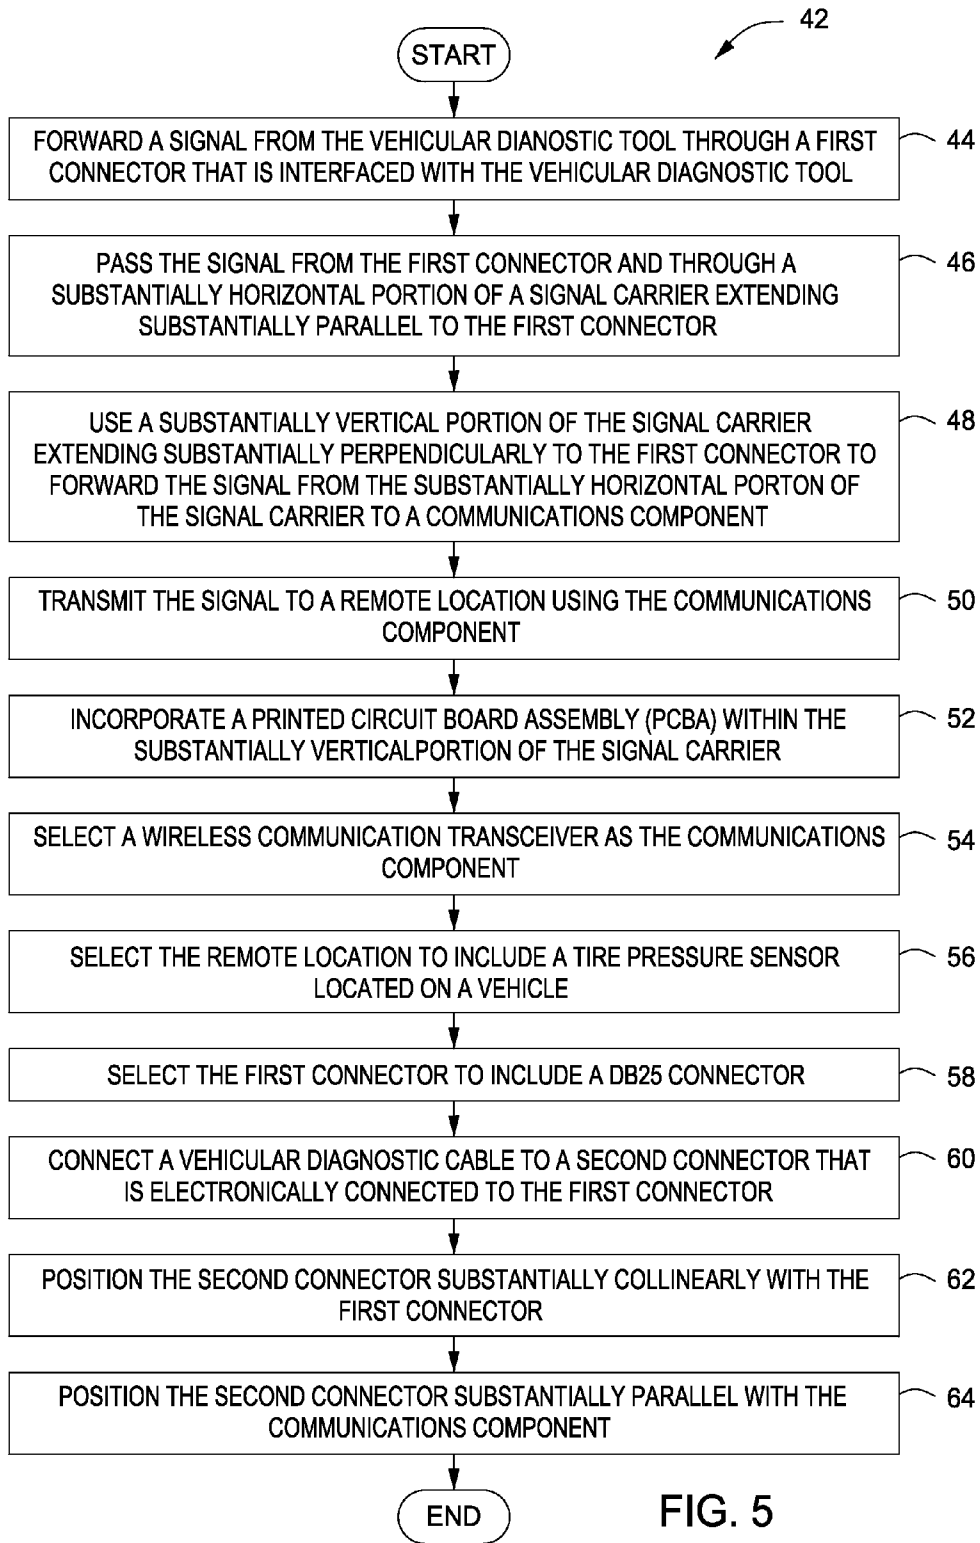 42
START
FORWARD A SIGNAL FROM THE VEHICULAR DIANOSTIC TOOL THROUGH A FIRST
CONNECTOR THAT IS INTERFACED WITH THE VEHICULAR DIAGNOSTIC TOOL
44
PASS THE SIGNAL FROM THE FIRST CONNECTOR AND THROUGH A
SUBSTANTIALLY HORIZONTAL PORTION OF A SIGNAL CARRIER EXTENDING
SUBSTANTIALLY PARALLEL TO THE FIRST CONNECTOR
46
USE A SUBSTANTIALLY VERTICAL PORTION OF THE SIGNAL CARRIER
EXTENDING SUBSTANTIALLY PERPENDICULARLY TO THE FIRST CONNECTOR TO
FORWARD THE SIGNAL FROM THE SUBSTANTIALLY HORIZONTAL PORTON OF
THE SIGNAL CARRIER TO A COMMUNICATIONS COMPONENT
48
TRANSMIT THE SIGNAL TO A REMOTE LOCATION USING THE COMMUNICATIONS
COMPONENT
50
INCORPORATE A PRINTED CIRCUIT BOARD ASSEMBLY (PCBA) WITHIN THE
SUBSTANTIALLY VERTICALPORTION OF THE SIGNAL CARRIER
52
SELECT A WIRELESS COMMUNICATION TRANSCEIVER AS THE COMMUNICATIONS
COMPONENT
54
SELECT THE REMOTE LOCATION TO INCLUDE A TIRE PRESSURE SENSOR
LOCATED ON A VEHICLE
56
SELECT THE FIRST CONNECTOR TO INCLUDE A DB25 CONNECTOR
58
CONNECT A VEHICULAR DIAGNOSTIC CABLE TO A SECOND CONNECTOR THAT
IS ELECTRONICALLY CONNECTED TO THE FIRST CONNECTOR
60
POSITION THE SECOND CONNECTOR SUBSTANTIALLY COLLINEARLY WITH THE
FIRST CONNECTOR
62
POSITION THE SECOND CONNECTOR SUBSTANTIALLY PARALLEL WITH THE
COMMUNICATIONS COMPONENT
64
END
FIG. 5